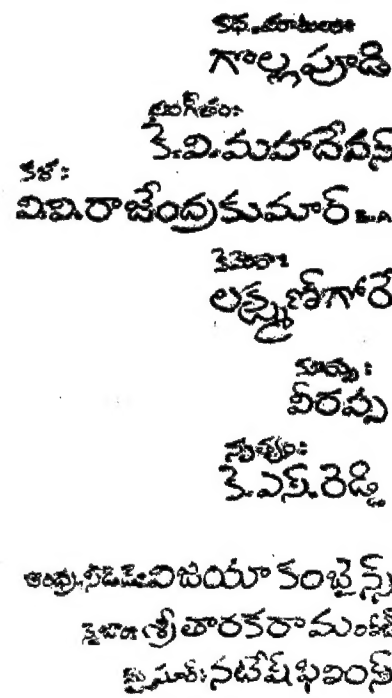 కథ, మాటలు:
గొల్లపూడి
సంగీతం:
కె.వి.మహదేవన్
కళ:
వి.వి.రాజేంద్రకుమార్ B.A
కెమెరా:
లక్ష్మణ్‌గోరే
కూర్పు:
వీరప్ప
నృత్యం:
కె.ఎస్.రెడ్డి
ఆంధ్ర, సీడెడ్: విజయా కంబైన్స్
నైజాం: శ్రీ తారకరామ
మైసూర్: నటేష్ ఫిలింస్